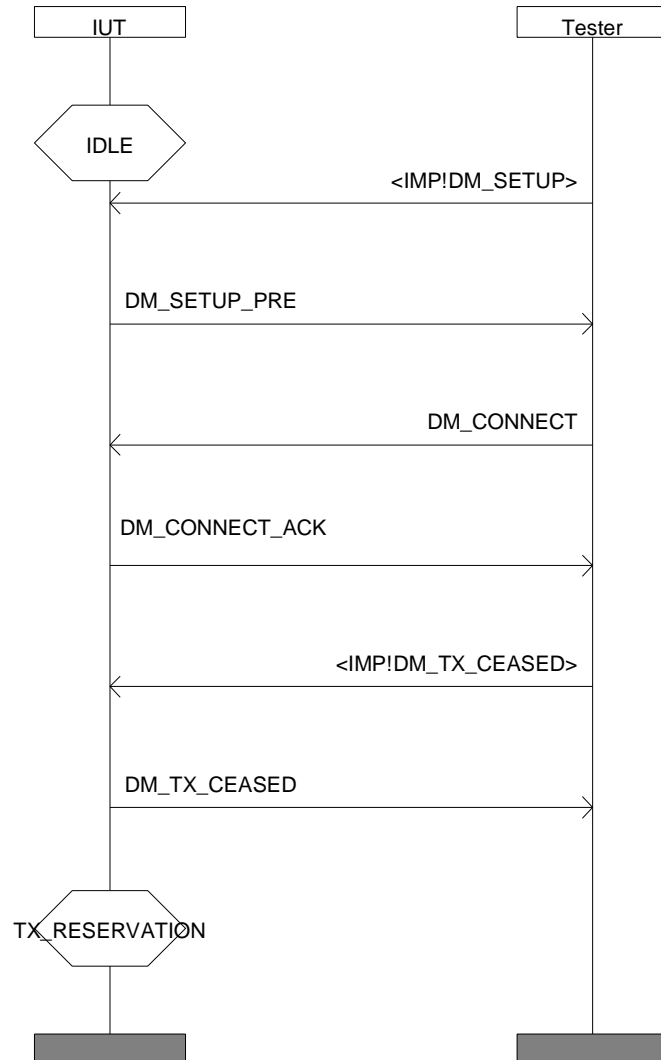 IUT
Tester
IDLE
<IMP!DM_SETUP>
DM_SETUP_PRE
DM_CONNECT
DM_CONNECT_ACK
<IMP!DM_TX_CEASED>
DM_TX_CEASED
TX_RESERVATION